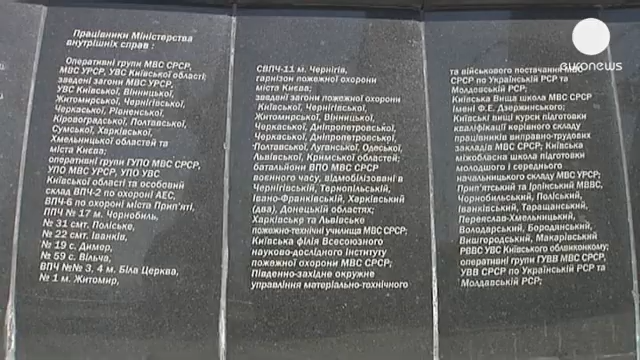 Працівники Міністерства
внутрішніх справ :
Оперативні групи МВС СРСР,
МВС УРСР, УВС Київської області;
зведені загони МВС УРСР,
УВС Київської, Вінницької,
Житомирської, Чернігівської,
Черкаської, Рівненської,
Кіровоградської, Полтавської,
Сумської, Харківської,
Хмельницької областей та
міста Києва;
оперативні групи ГУПО МВС СРСР,
УПО МВС УРСР, УПО УВС
Київської області та особовий
склад ВПЧ-2 по охороні АЕС,
ВПЧ-6 по охороні міста Прип'яті,
ППЧ № 17 м. Чорнобиль,
№ 31 смт. Поліське,
№ 22 смт. Іванків,
№ 19 с. Димер,
№ 59 с. Вільча,
ВПЧ №№ 3, 4 м. Біла Церква,
№ 1 м. Житомир,
СВПЧ-11 м. Чернігів,
гарнізон пожежної охорони
міста Києва;
зведені загони пожежної охорони
Київської, Чернігівської,
Житомирської, Вінницької,
Черкаської, Дніпропетровської,
Полтавської, Луганської, Одеської,
Львівської, Кримської областей;
батальйони ВПО МВС СРСР
воєнного часу, відмобілізовані в
Чернігівській, Тернопільській,
Івано-Франківській, Харківській
(два), Донецькій областях;
Харківське та Львівське
пожежно-технічні училища МВС СРСР;
Київська філія Всесоюзного
науково-дослідного інституту
пожежної охорони МВС СРСР;
Південно-західне окружне
управління матеріально-технічного
та військового постачання МВС
СРСР по Українській РСР та
Молдовській РСР;
Київська Вища школа МВС СРСР
імені Ф.Е. Дзержинського;
Київські вищі курси підготовки
кваліфікації керівного складу
працівників виправно-трудових
закладів МВС СРСР; Київська
міжобласна школа підготовки
молодшого і середнього
начальницького складу МВС УРСР;
Прип'ятський та Ірпінський МВВС,
Чорнобильський, Поліський,
Іванківський, Таращанський,
Переяслав-Хмельницький,
Володарський, Бородянський,
Вишгородський, Макарівський
РВВС УВС Київського облвиконкому;
оперативні групи ГУВВ МВС СРСР,
УВВ СРСР по Українській РСР та
Молдавській РСР;
euronews